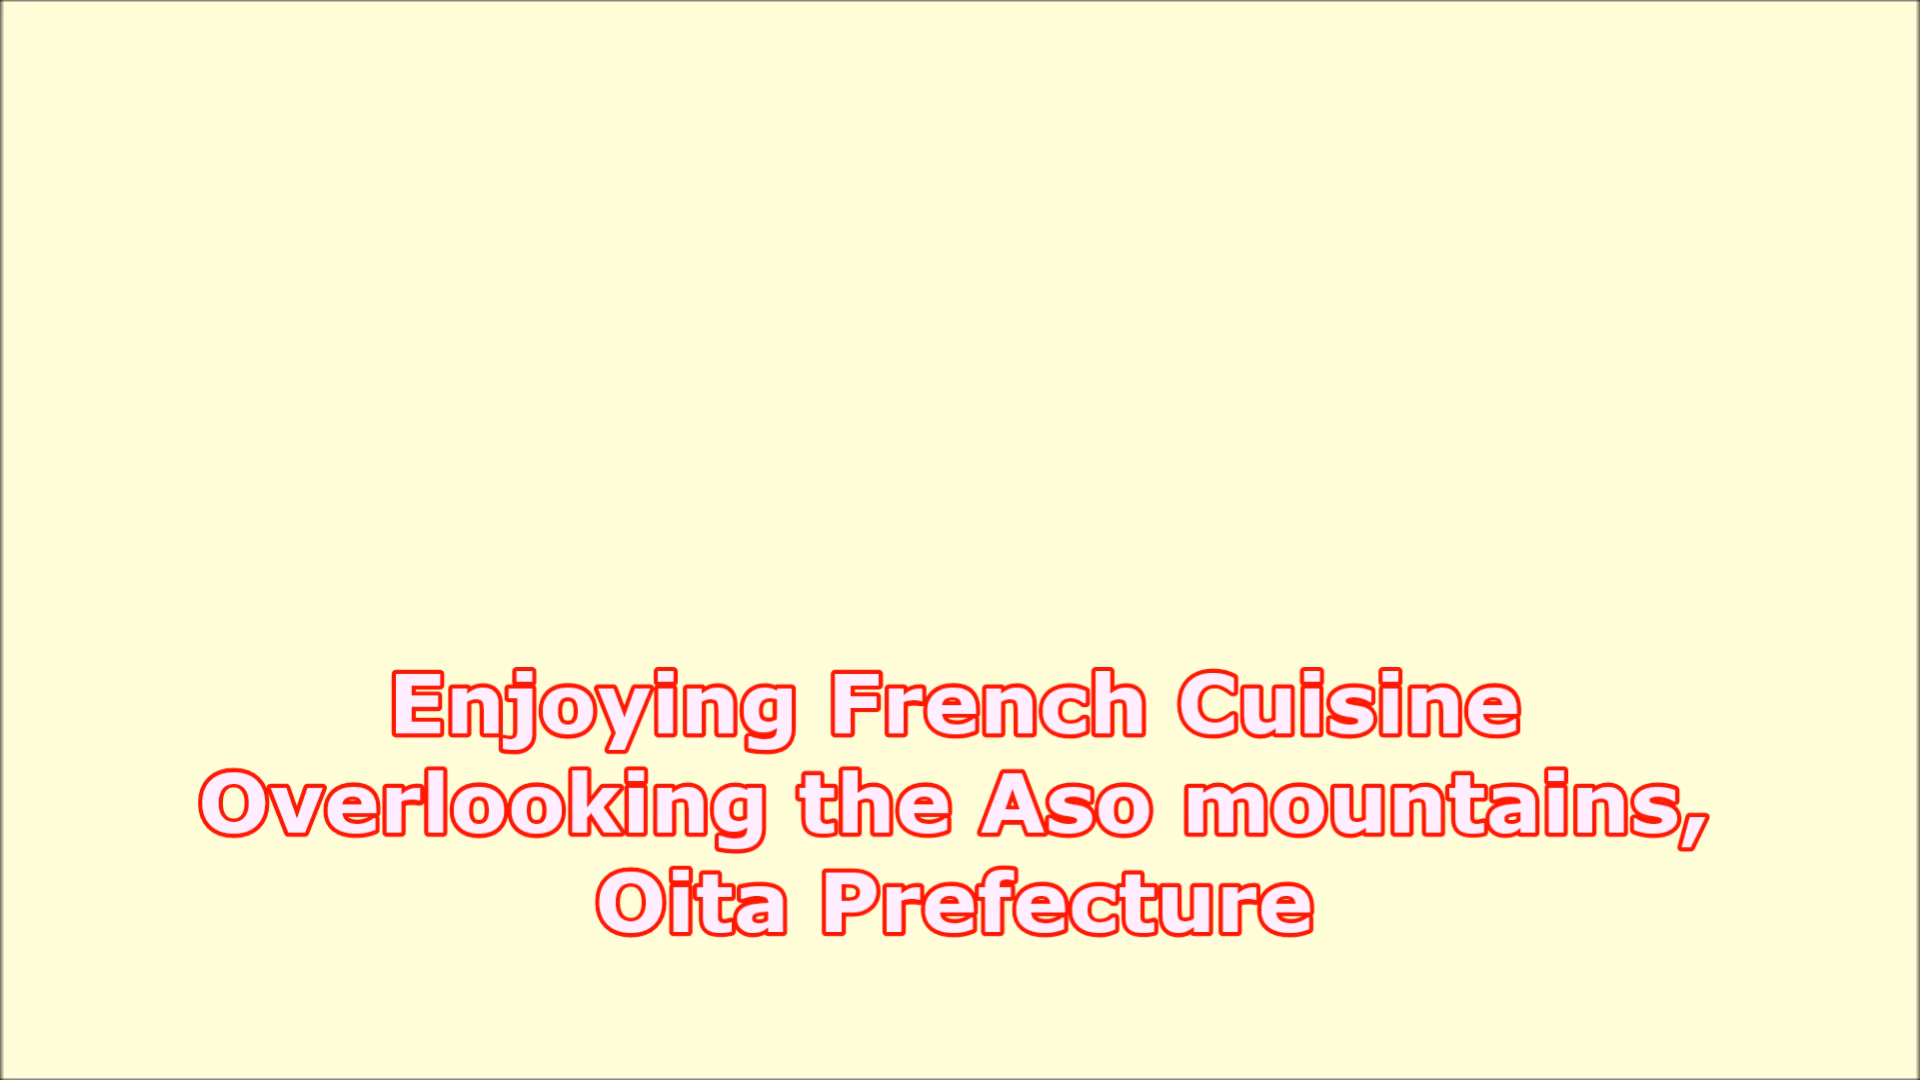 Enjoying French Cuisine
Overlooking the Aso mountains,
Oita Prefecture